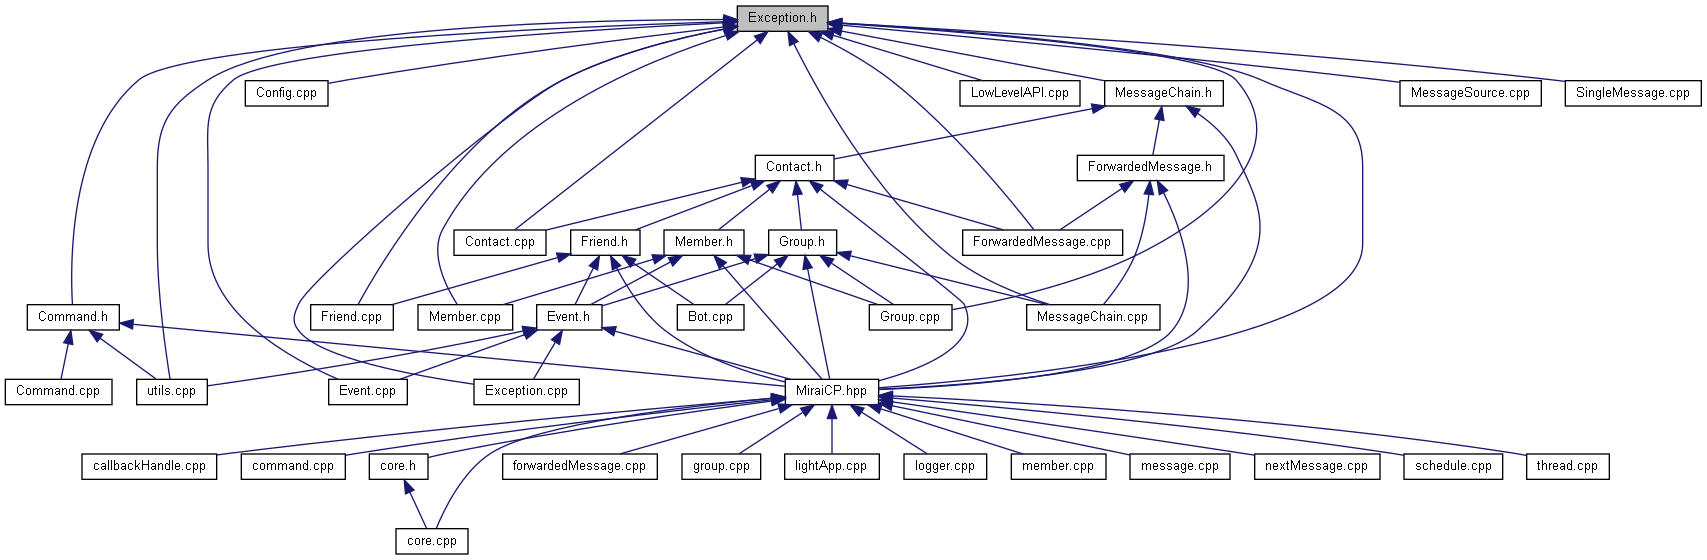 Exception.h
Config.cpp
LowLevelAPI.cpp
MessageChain.h
MessageSource.cpp
SingleMessage.cpp
Contact.h
ForwardedMessage.h
Contact.cpp
Friend.h
Member.h
Group.h
ForwardedMessage.cpp
Command.h
Friend.cpp
Member.cpp
Event.h
Bot.cpp
Group.cpp
MessageChain.cpp
Command.cpp
utils.cpp
Event.cpp
Exception.cpp
MiraiCP.hpp
callbackHandle.cpp
command.cpp
core.h
forwardedMessage.cpp
group.cpp
lightApp.cpp
logger.cpp
member.cpp
message.cpp
nextMessage.cpp
schedule.cpp
thread.cpp
core.cpp